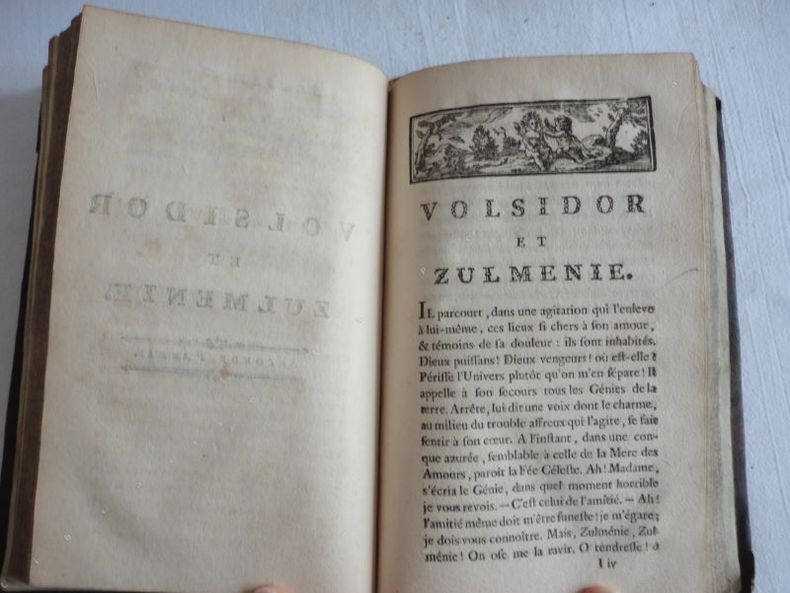 VOLSIDOR
ET
ZULMENIE
SECONDE PARTIE.
VOLSIDOR
ET
ZULMENIE.
IL parcourt, dans une agitation qui l'enleve
à lui-même, ces lieux ſi chers à ſon amour,
& témoins de ſa douleur : ils ſont inhabités.
Dieux puiſſans ! Dieux vengeurs ! où eſt-elle ?
Périſſe l'Univers plutôt qu'on m'en ſépare ! Il
appelle à ſon ſecours tous les Génies de la
terre. Arrête, lui dit une voix dont le charme,
au milieu du trouble affreux qui l'agite, ſe fait
ſentir à ſon cœur. A l'inſtant, dans une con-
que azurée, ſemblable à celle de la Mere des
Amours, paroît la Fée Céleſte. Ah ! Madame,
s'écria le Génie, dans quel moment horrible
je vous revois. — C'eſt celui de l'amitié. — Ah !
l'amitié même doit m'être funeſte ! je m'égare ;
je dois vous connoître. Mais, Zulménie, Zul-
ménie ! On oſe me la ravir. O tendreſſe ! ô
I iv